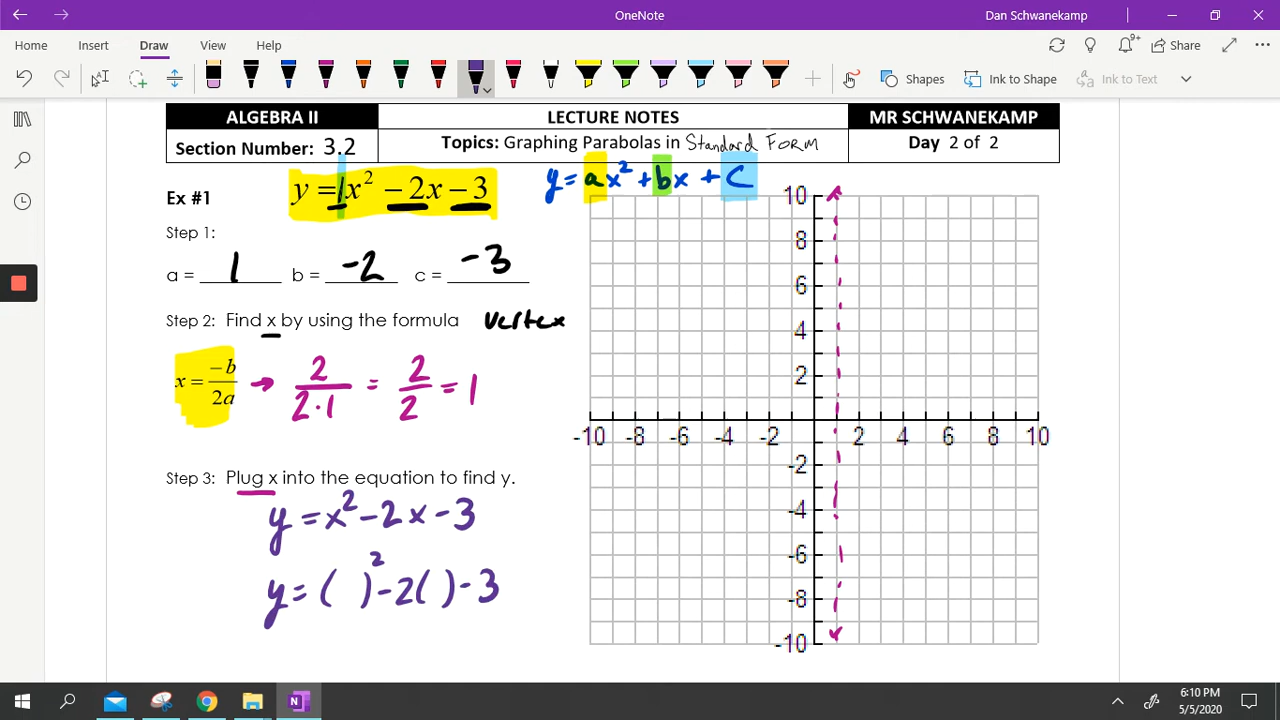 OneNote
Dan Schwanekamp
Home Insert Draw View Help
Share
Shapes Ink to Shape Ink to Text
ALGEBRA II LECTURE NOTES MR SCHWANEKAMP
Section Number: 3.2 Topics: Graphing Parabolas in Standard Form Day 2 of 2
Ex #1 y = 1x² − 2x − 3 y = ax² + bx + C
Step 1:
a = 1 b = -2 c = -3
Step 2: Find x by using the formula vertex
x = −b/2a → 2/2·1 = 2/2 = 1
Step 3: Plug x into the equation to find y.
y = x² - 2x - 3
y = ( )² - 2( ) - 3
10
8
6
4
2
-10 -8 -6 -4 -2 2 4 6 8 10
-2
-4
-6
-8
-10
6:10 PM
5/5/2020